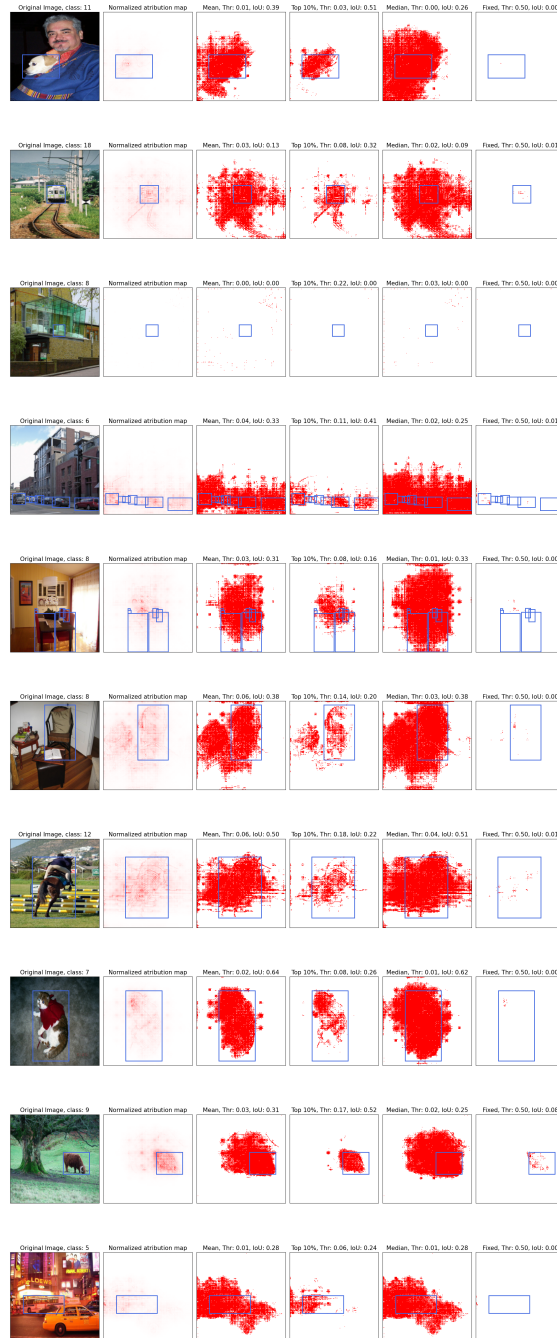 Original Image, class: 11 Normalized atribution map Mean, Thr: 0.01, IoU: 0.39 Top 10%, Thr: 0.03, IoU: 0.51 Median, Thr: 0.00, IoU: 0.26 Fixed, Thr: 0.50, IoU: 0.00
Original Image, class: 18 Normalized atribution map Mean, Thr: 0.03, IoU: 0.13 Top 10%, Thr: 0.08, IoU: 0.32 Median, Thr: 0.02, IoU: 0.09 Fixed, Thr: 0.50, IoU: 0.01
Original Image, class: 8 Normalized atribution map Mean, Thr: 0.00, IoU: 0.00 Top 10%, Thr: 0.22, IoU: 0.00 Median, Thr: 0.03, IoU: 0.00 Fixed, Thr: 0.50, IoU: 0.00
Original Image, class: 6 Normalized atribution map Mean, Thr: 0.04, IoU: 0.33 Top 10%, Thr: 0.11, IoU: 0.41 Median, Thr: 0.02, IoU: 0.25 Fixed, Thr: 0.50, IoU: 0.01
Original Image, class: 8 Normalized atribution map Mean, Thr: 0.03, IoU: 0.31 Top 10%, Thr: 0.08, IoU: 0.16 Median, Thr: 0.01, IoU: 0.33 Fixed, Thr: 0.50, IoU: 0.00
Original Image, class: 8 Normalized atribution map Mean, Thr: 0.06, IoU: 0.38 Top 10%, Thr: 0.14, IoU: 0.20 Median, Thr: 0.03, IoU: 0.38 Fixed, Thr: 0.50, IoU: 0.00
Original Image, class: 12 Normalized atribution map Mean, Thr: 0.06, IoU: 0.50 Top 10%, Thr: 0.18, IoU: 0.22 Median, Thr: 0.04, IoU: 0.51 Fixed, Thr: 0.50, IoU: 0.01
Original Image, class: 7 Normalized atribution map Mean, Thr: 0.02, IoU: 0.64 Top 10%, Thr: 0.08, IoU: 0.26 Median, Thr: 0.01, IoU: 0.62 Fixed, Thr: 0.50, IoU: 0.00
Original Image, class: 9 Normalized atribution map Mean, Thr: 0.03, IoU: 0.31 Top 10%, Thr: 0.17, IoU: 0.52 Median, Thr: 0.02, IoU: 0.25 Fixed, Thr: 0.50, IoU: 0.08
Original Image, class: 5 Normalized atribution map Mean, Thr: 0.01, IoU: 0.28 Top 10%, Thr: 0.06, IoU: 0.24 Median, Thr: 0.01, IoU: 0.28 Fixed, Thr: 0.50, IoU: 0.00
LOEWS